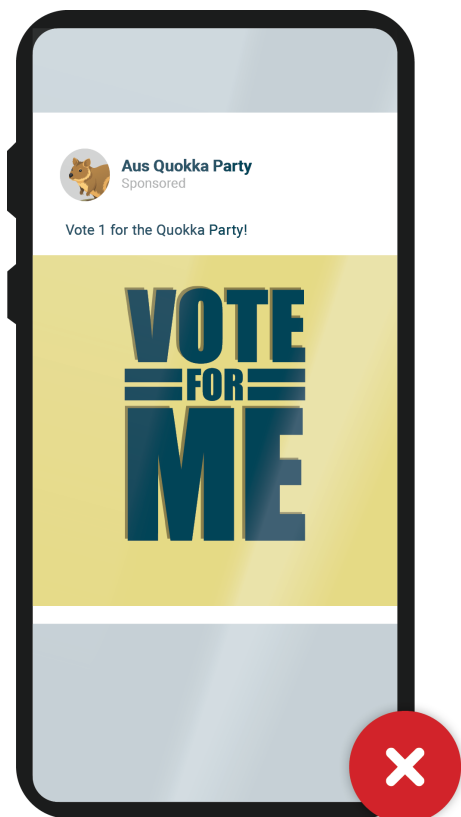 Aus Quokka Party
Sponsored
Vote 1 for the Quokka Party!
VOTE
FOR
ME